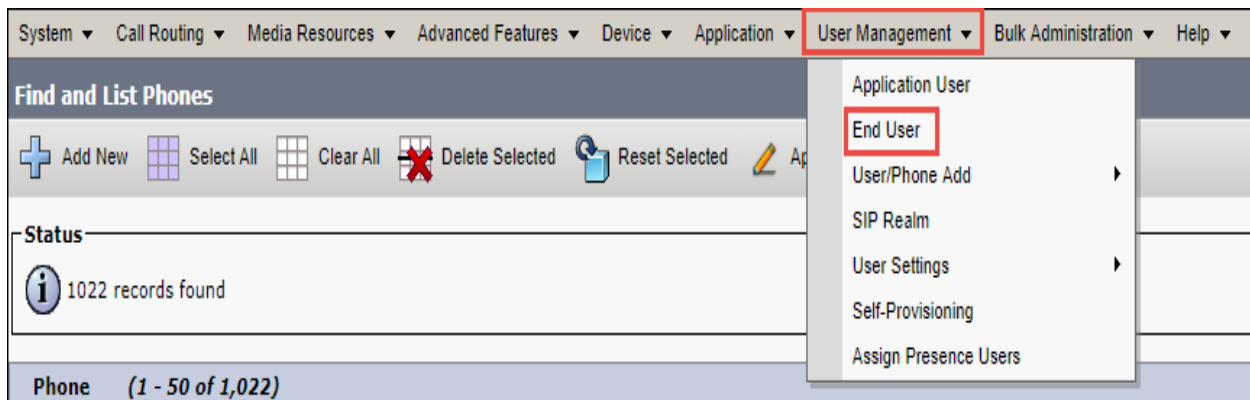 System Call Routing Media Resources Advanced Features Device Application User Management Bulk Administration Help
Find and List Phones
Add New Select All Clear All Delete Selected Reset Selected Ap
Application User
End User
User/Phone Add
SIP Realm
User Settings
Self-Provisioning
Assign Presence Users
Status
i 1022 records found
Phone (1 - 50 of 1,022)